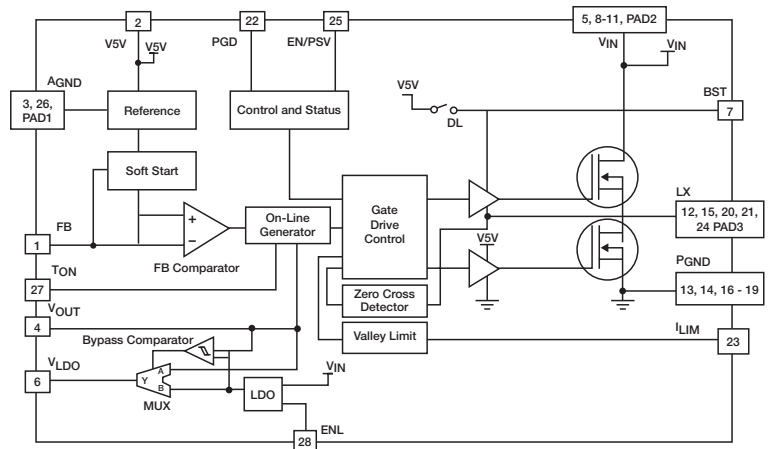 2
22
25
5, 8-11, PAD2
V5V
V5V
PGD
EN/PSV
VIN
VIN
AGND
3, 26,
PAD1
Reference
Control and Status
V5V
DL
BST
7
Soft Start
FB
1
+
−
FB Comparator
On-Line
Generator
Gate
Drive
Control
LX
12, 15, 20, 21,
24 PAD3
V5V
TON
27
PGND
13, 14, 16 - 19
Zero Cross
Detector
VOUT
4
Bypass Comparator
Valley Limit
ILIM
23
VLDO
6
Y
A
B
MUX
LDO
VIN
ENL
28